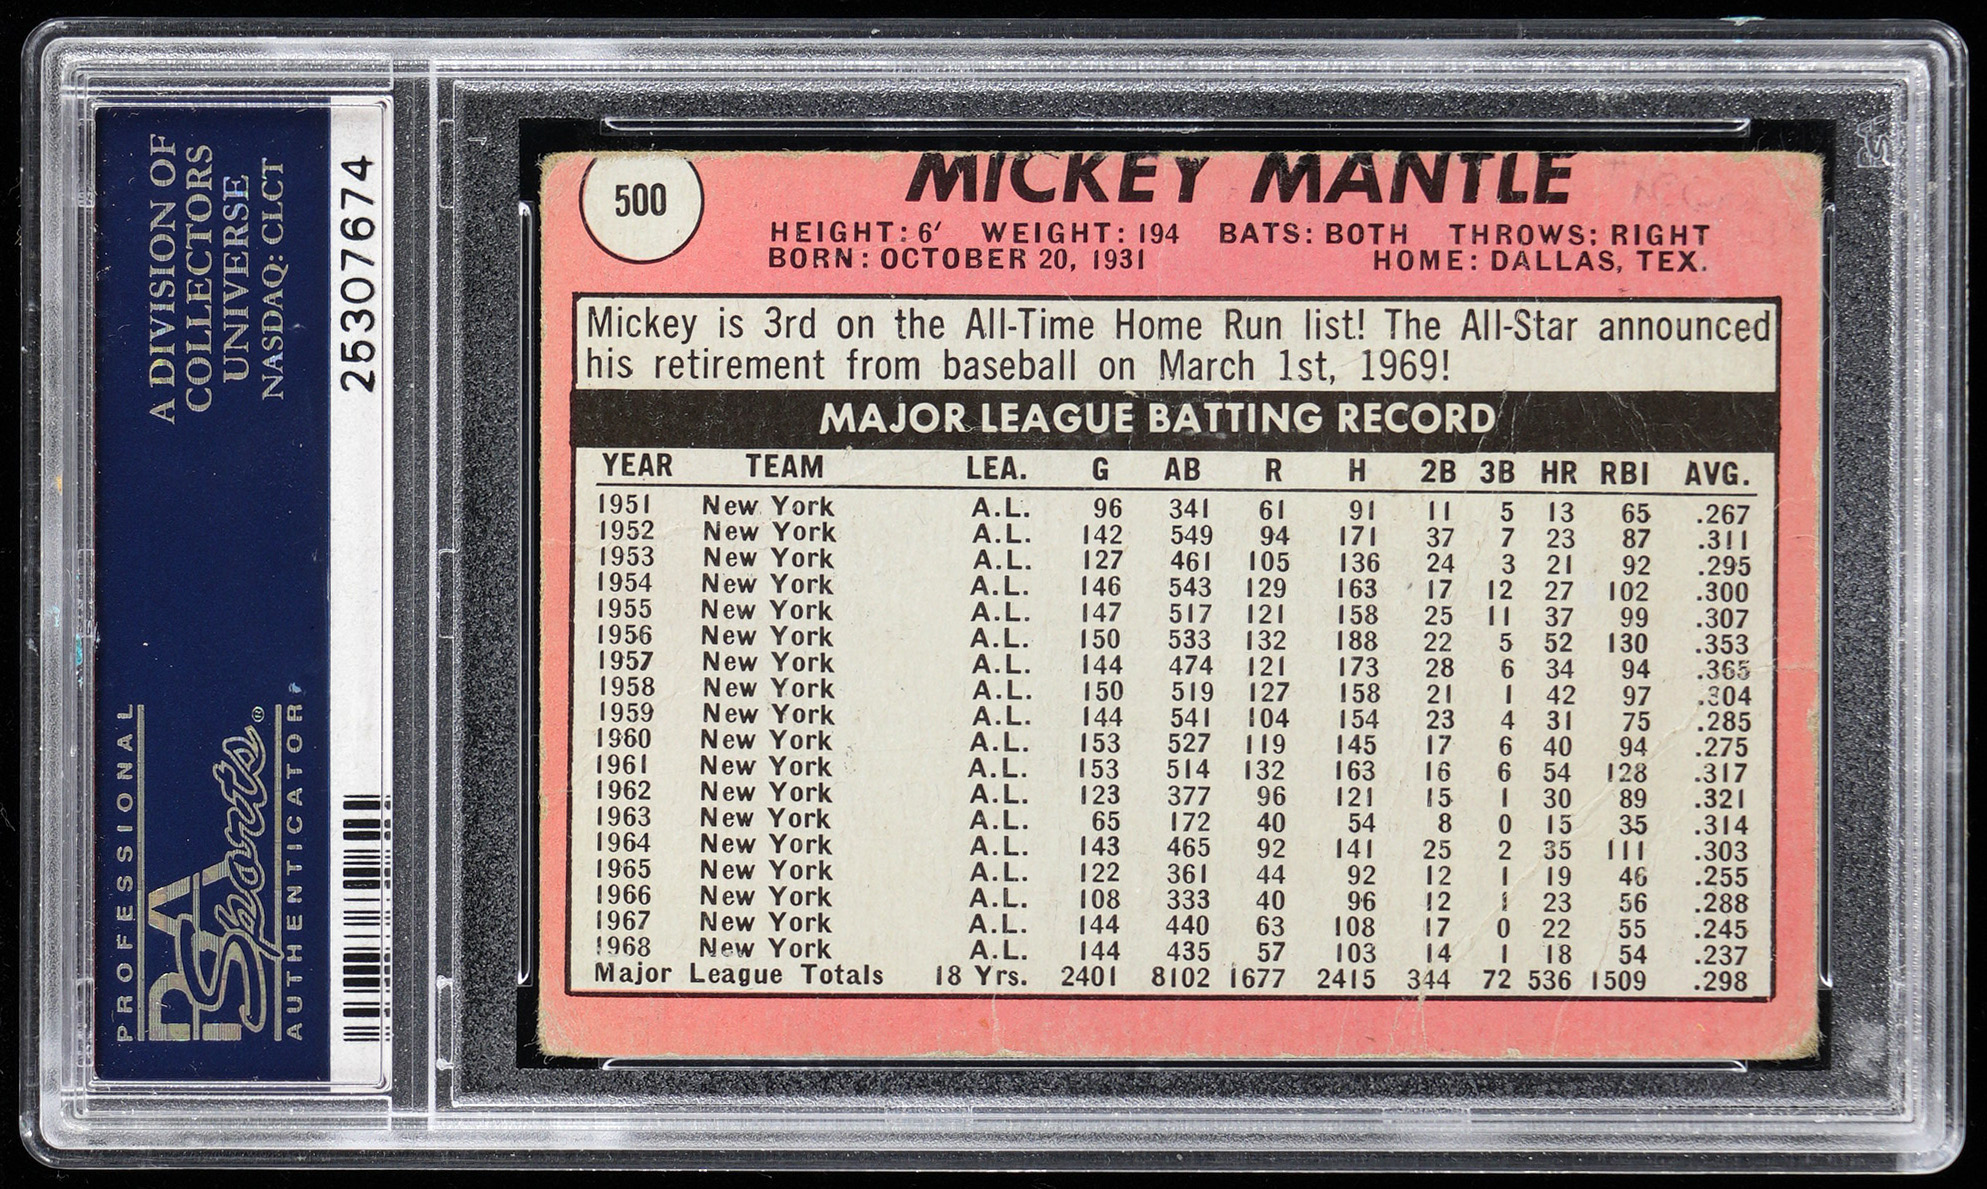 A DIVISION OF
COLLECTORS
UNIVERSE
NASDAQ: CLCT
25307674
PROFESSIONAL
PSA
Sports®
AUTHENTICATOR
500
MICKEY MANTLE
HEIGHT: 6' WEIGHT: 194 BATS: BOTH THROWS: RIGHT
BORN: OCTOBER 20, 1931 HOME: DALLAS, TEX.
Mickey is 3rd on the All-Time Home Run list! The All-Star announced
his retirement from baseball on March 1st, 1969!
MAJOR LEAGUE BATTING RECORD
YEAR TEAM LEA. G AB R H 2B 3B HR RBI AVG.
1951 New York A.L. 96 341 61 91 11 5 13 65 .267
1952 New York A.L. 142 549 94 171 37 7 23 87 .311
1953 New York A.L. 127 461 105 136 24 3 21 92 .295
1954 New York A.L. 146 543 129 163 17 12 27 102 .300
1955 New York A.L. 147 517 121 158 25 11 37 99 .307
1956 New York A.L. 150 533 132 188 22 5 52 130 .353
1957 New York A.L. 144 474 121 173 28 6 34 94 .365
1958 New York A.L. 150 519 127 158 21 1 42 97 .304
1959 New York A.L. 144 541 104 154 23 4 31 75 .285
1960 New York A.L. 153 527 119 145 17 6 40 94 .275
1961 New York A.L. 153 514 132 163 16 6 54 128 .317
1962 New York A.L. 123 377 96 121 15 1 30 89 .321
1963 New York A.L. 65 172 40 54 8 0 15 35 .314
1964 New York A.L. 143 465 92 141 25 2 35 111 .303
1965 New York A.L. 122 361 44 92 12 1 19 46 .255
1966 New York A.L. 108 333 40 96 12 1 23 56 .288
1967 New York A.L. 144 440 63 108 17 0 22 55 .245
1968 New York A.L. 144 435 57 103 14 1 18 54 .237
Major League Totals 18 Yrs. 2401 8102 1677 2415 344 72 536 1509 .298